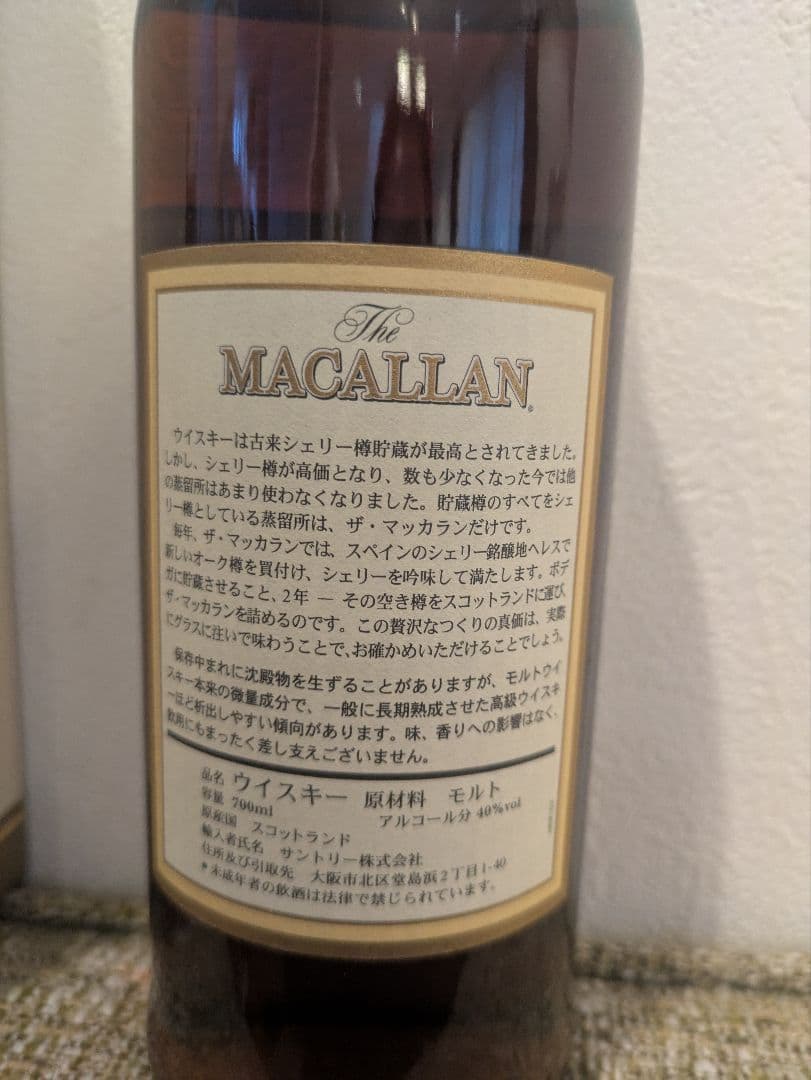 The
MACALLAN®
ウイスキーは古来シェリー樽貯蔵が最高とされてきました。
しかし、シェリー樽が高価となり、数も少なくなった今では他
の蒸留所はあまり使わなくなりました。貯蔵樽のすべてをシェ
リー樽としている蒸留所は、ザ・マッカランだけです。
毎年、ザ・マッカランでは、スペインのシェリー銘醸地ヘレスで
新しいオーク樽を買付け、シェリーを吟味して満たします。ボデ
ガに貯蔵させること、2年 ― その空き樽をスコットランドに運び、
ザ・マッカランを詰めるのです。この贅沢なつくりの真価は、実際
にグラスに注いで味わうことで、お確かめいただけることでしょう。
保存中まれに沈殿物を生ずることがありますが、モルトウイ
スキー本来の微量成分で、一般に長期熟成させた高級ウイスキ
ーほど析出しやすい傾向があります。味、香りへの影響はなく、
飲用にもまったく差し支えございません。
品名 ウイスキー 原材料 モルト
容量 700ml アルコール分 40%vol
原産国 スコットランド
輸入者氏名 サントリー株式会社
住所及び引取先 大阪市北区堂島浜2丁目1-40
*未成年者の飲酒は法律で禁じられています。